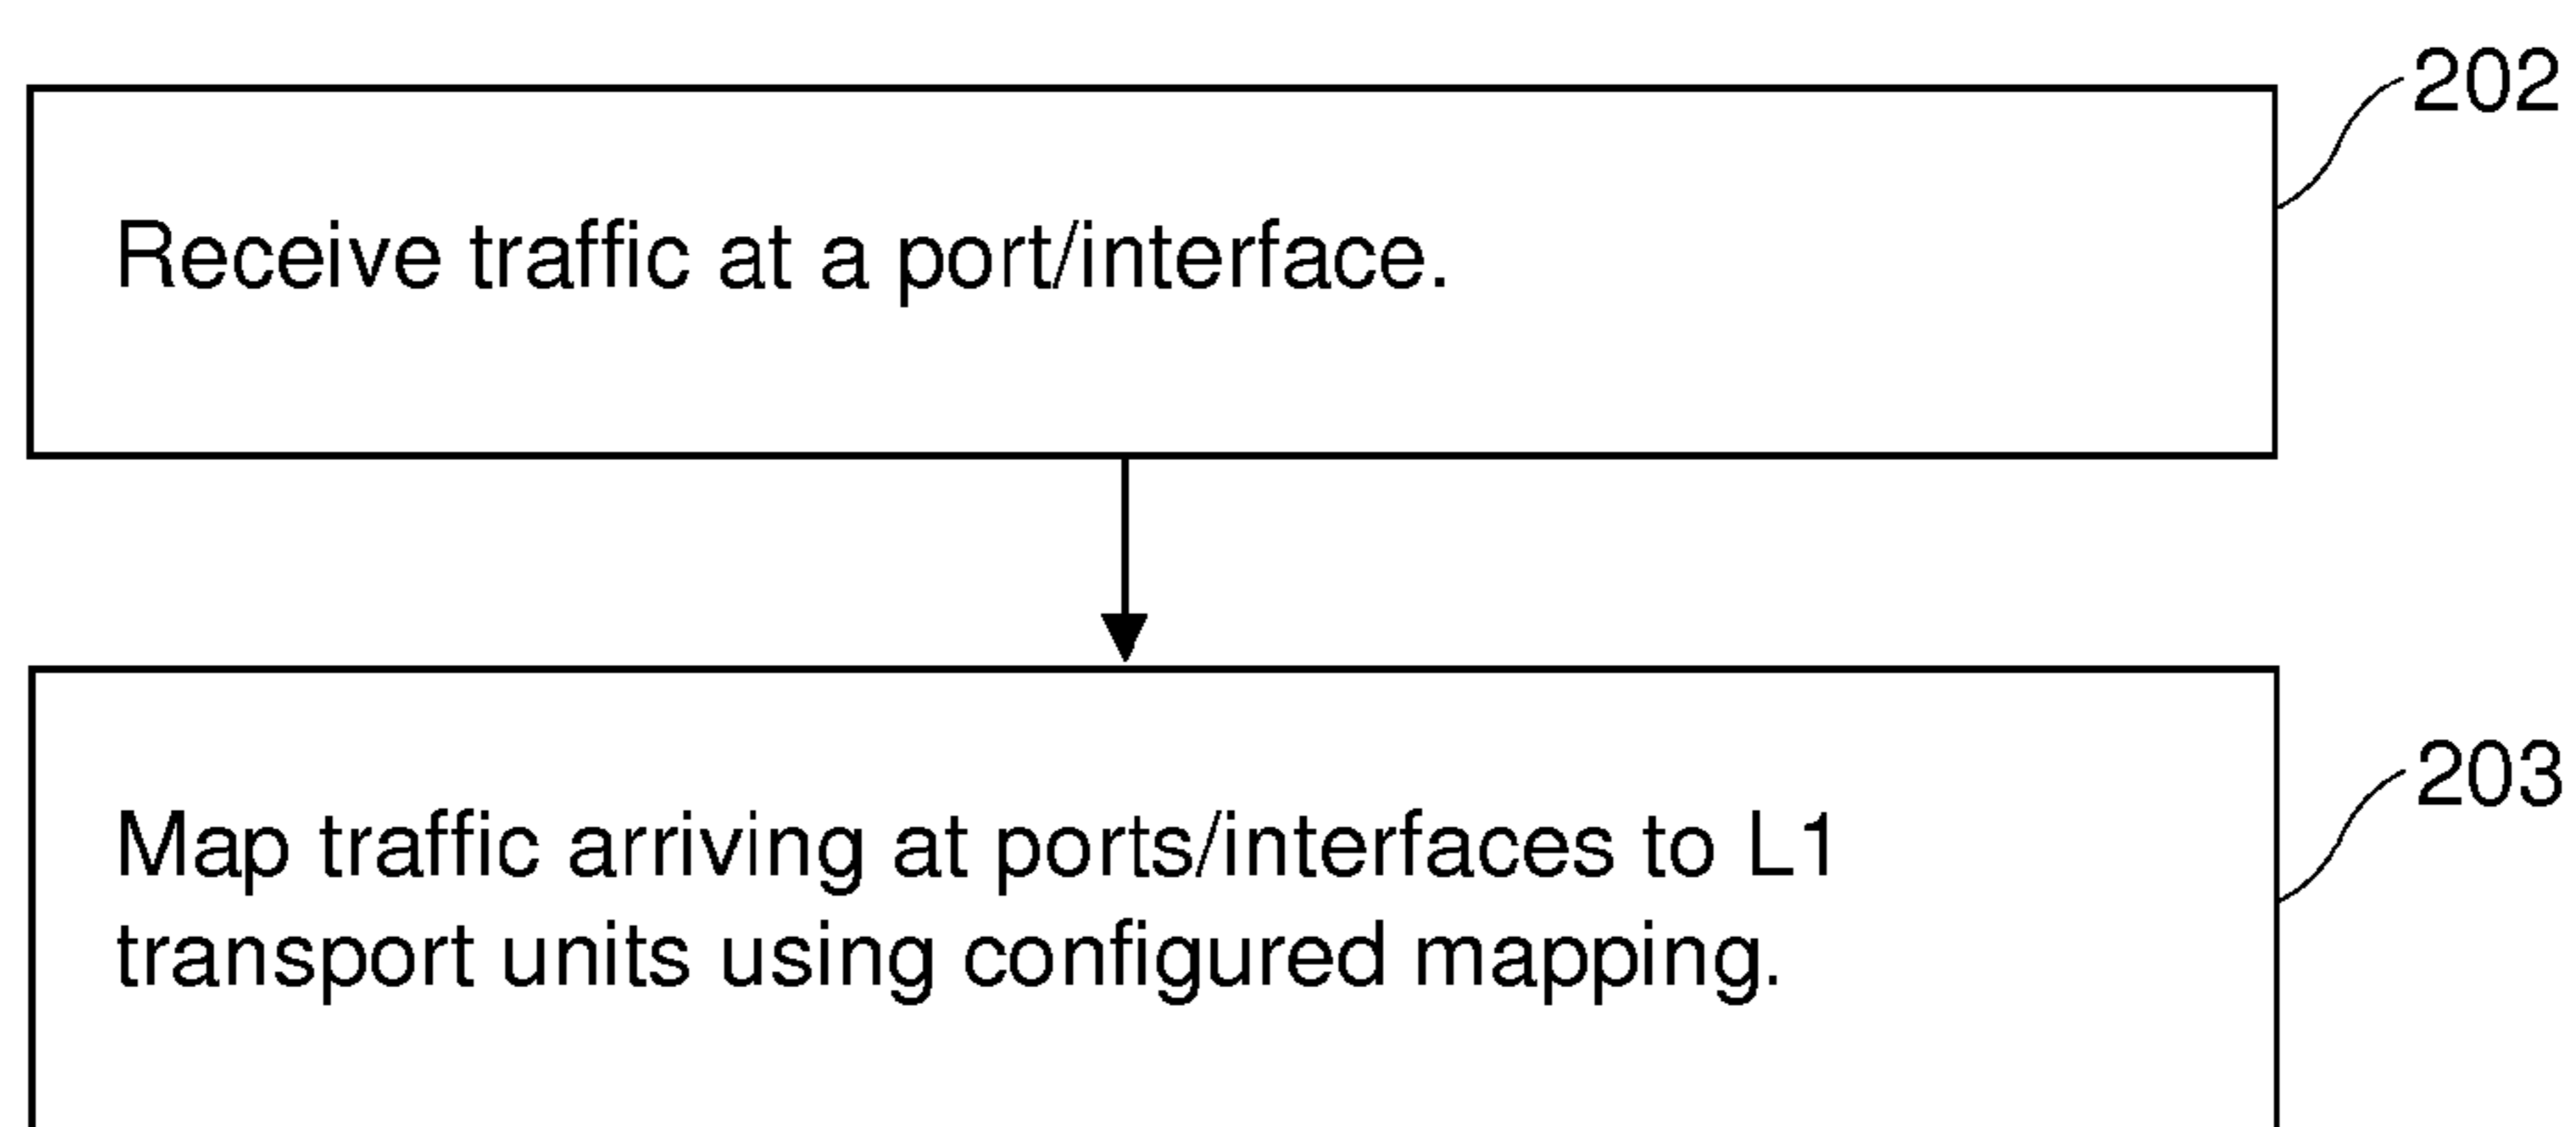 202
Receive traffic at a port/interface.
203
Map traffic arriving at ports/interfaces to L1
transport units using configured mapping.